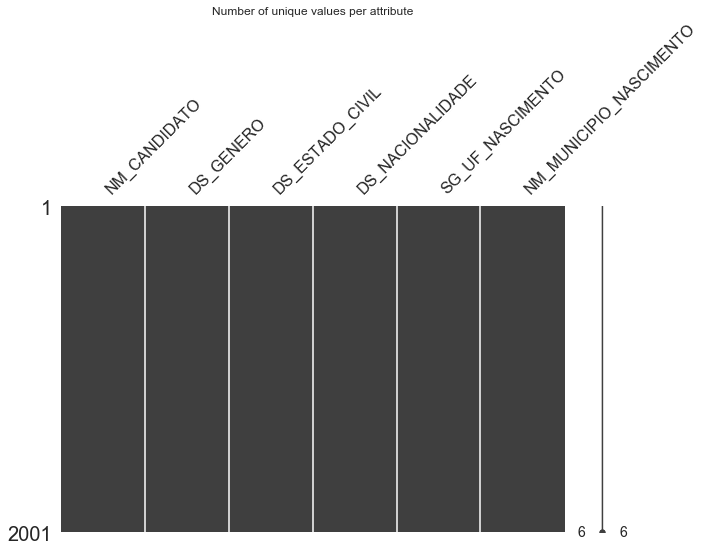 Number of unique values per attribute
NM_CANDIDATO
DS_GENERO
DS_ESTADO_CIVIL
DS_NACIONALIDADE
SG_UF_NASCIMENTO
NM_MUNICIPIO_NASCIMENTO
1
2001
6 6